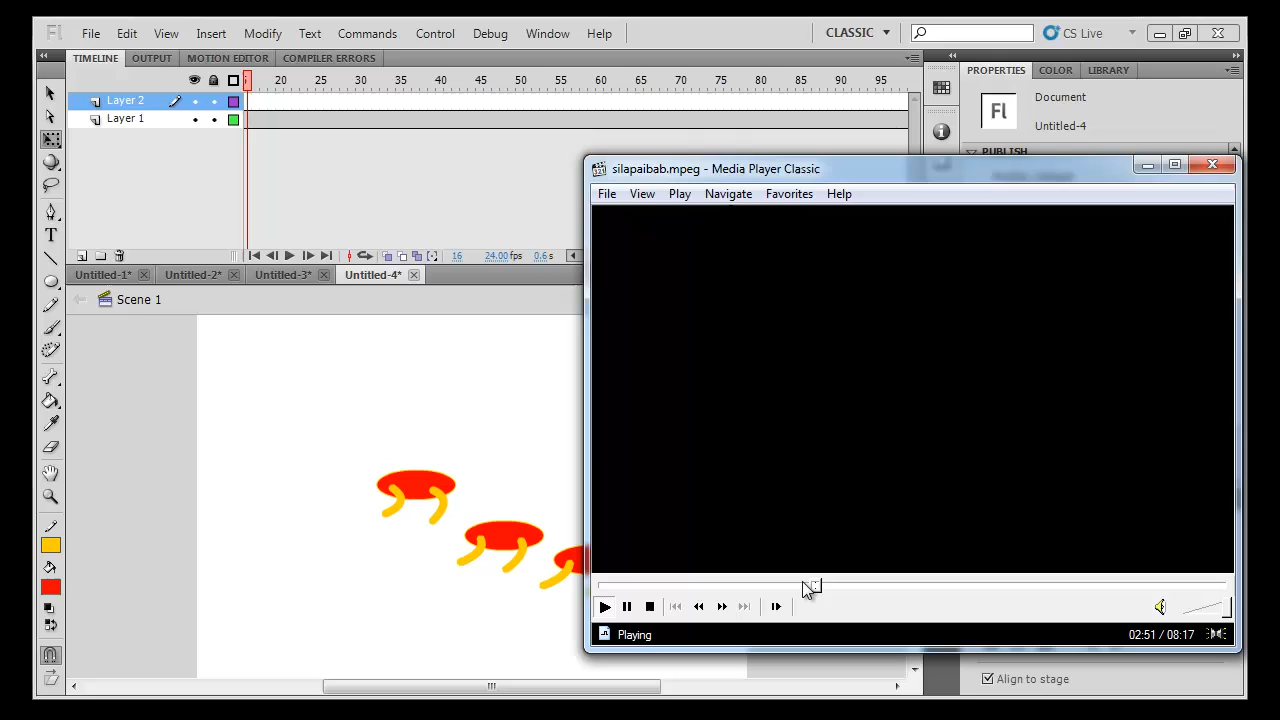 Fl File Edit View Insert Modify Text Commands Control Debug Window Help CLASSIC CS Live
TIMELINE OUTPUT MOTION EDITOR COMPILER ERRORS PROPERTIES COLOR LIBRARY
20 25 30 35 40 45 50 55 60 65 70 75 80 85 90 95
Layer 2
Layer 1
Fl Document
Untitled-4
PUBLISH
silapaibab.mpeg - Media Player Classic
File View Play Navigate Favorites Help
16 24.00fps 0.6s
Untitled-1* Untitled-2* Untitled-3* Untitled-4*
Scene 1
T
Playing 02:51 / 08:17
Align to stage